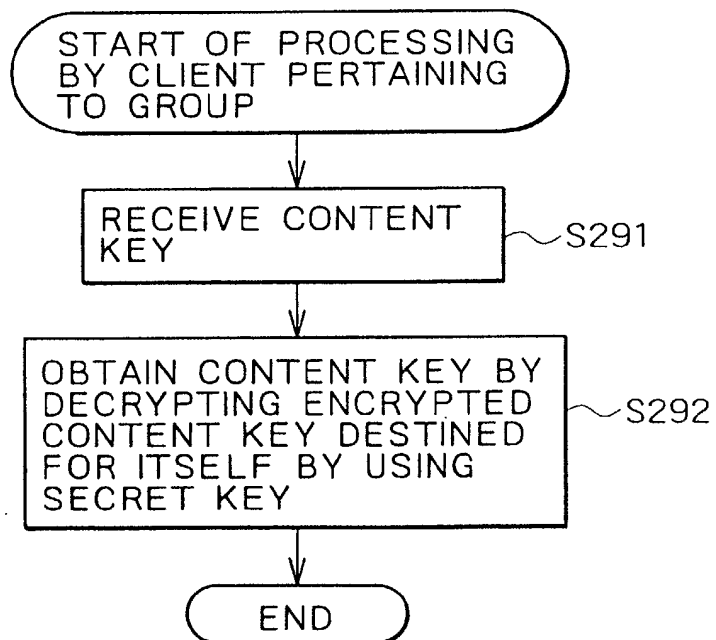 START OF PROCESSING
BY CLIENT PERTAINING
TO GROUP
RECEIVE CONTENT
KEY
S291
OBTAIN CONTENT KEY BY
DECRYPTING ENCRYPTED
CONTENT KEY DESTINED
FOR ITSELF BY USING
SECRET KEY
S292
END